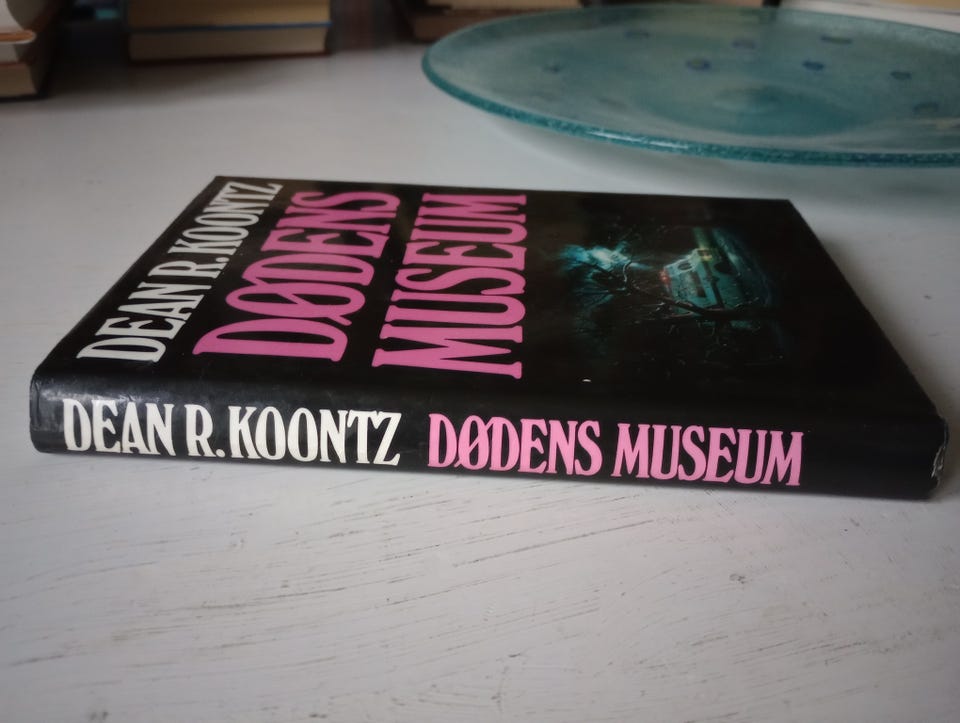 DEAN R. KOONTZ
DØDENS
MUSEUM
DEAN R. KOONTZ DØDENS MUSEUM